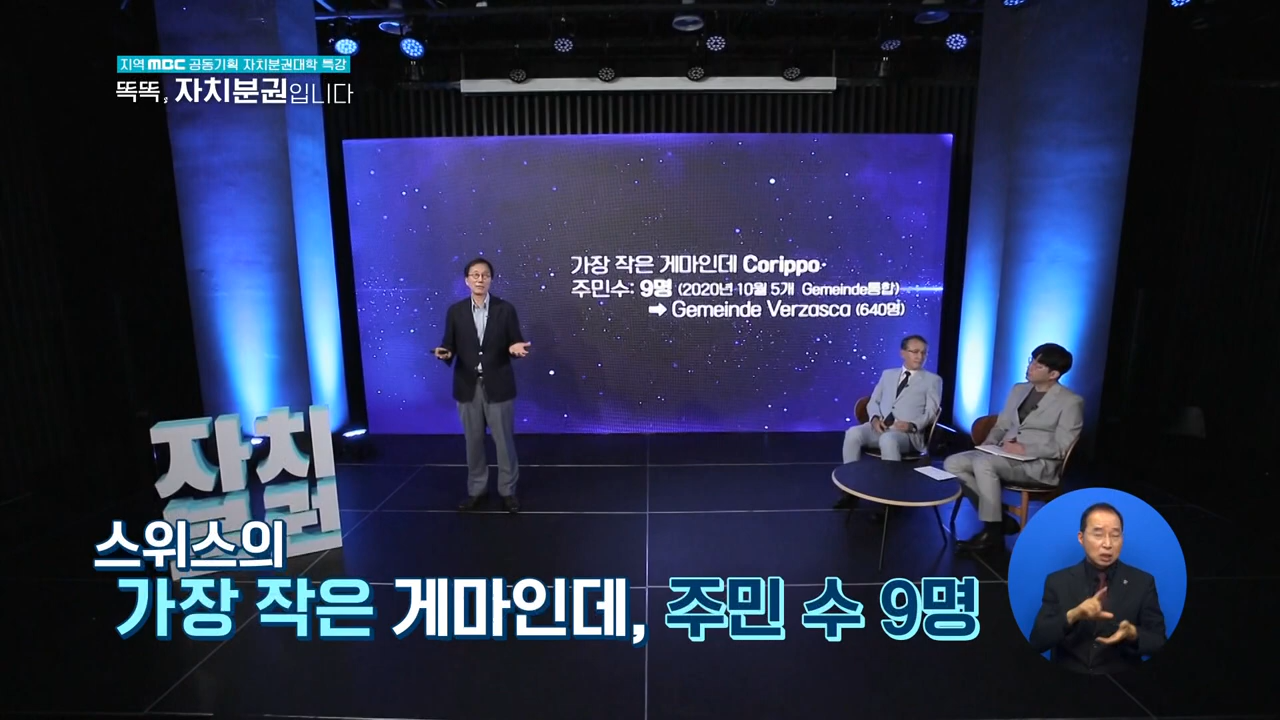 지역 MBC 공동기획 자치분권대학 특강
똑똑, 자치분권입니다
가장 작은 게마인데 Corippo
주민수: 9명 (2020년 10월 5개 Gemeinde통합)
➡ Gemeinde Verzasca (640명)
자치
분권
스위스의
가장 작은 게마인데, 주민 수 9명